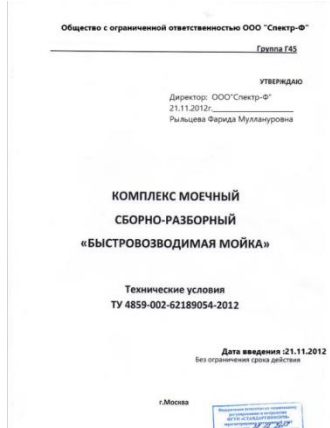 Общество с ограниченной ответственностью ООО "Спектр-Ф"
Группа Г45
УТВЕРЖДАЮ
Директор: ООО"Спектр-Ф"
21.11.2012г.
Рыльцева Фарида Муллануровна
КОМПЛЕКС МОЕЧНЫЙ
СБОРНО-РАЗБОРНЫЙ
«БЫСТРОВОЗВОДИМАЯ МОЙКА»
Технические условия
ТУ 4859-002-62189054-2012
Дата введения :21.11.2012
Без ограничения срока действия
г.Москва